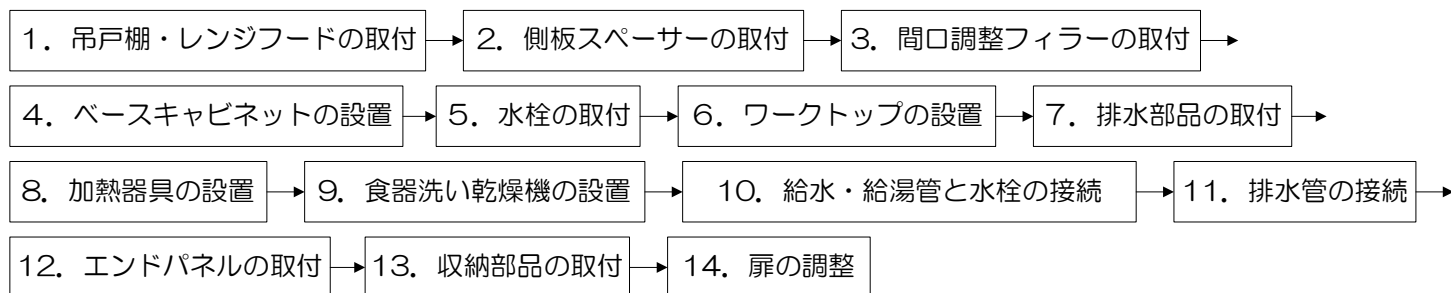 1. 吊戸棚・レンジフードの取付 2. 側板スペーサーの取付 3. 間口調整フィラーの取付
4. ベースキャビネットの設置 5. 水栓の取付 6. ワークトップの設置 7. 排水部品の取付
8. 加熱器具の設置 9. 食器洗い乾燥機の設置 10. 給水・給湯管と水栓の接続 11. 排水管の接続
12. エンドパネルの取付 13. 収納部品の取付 14. 扉の調整